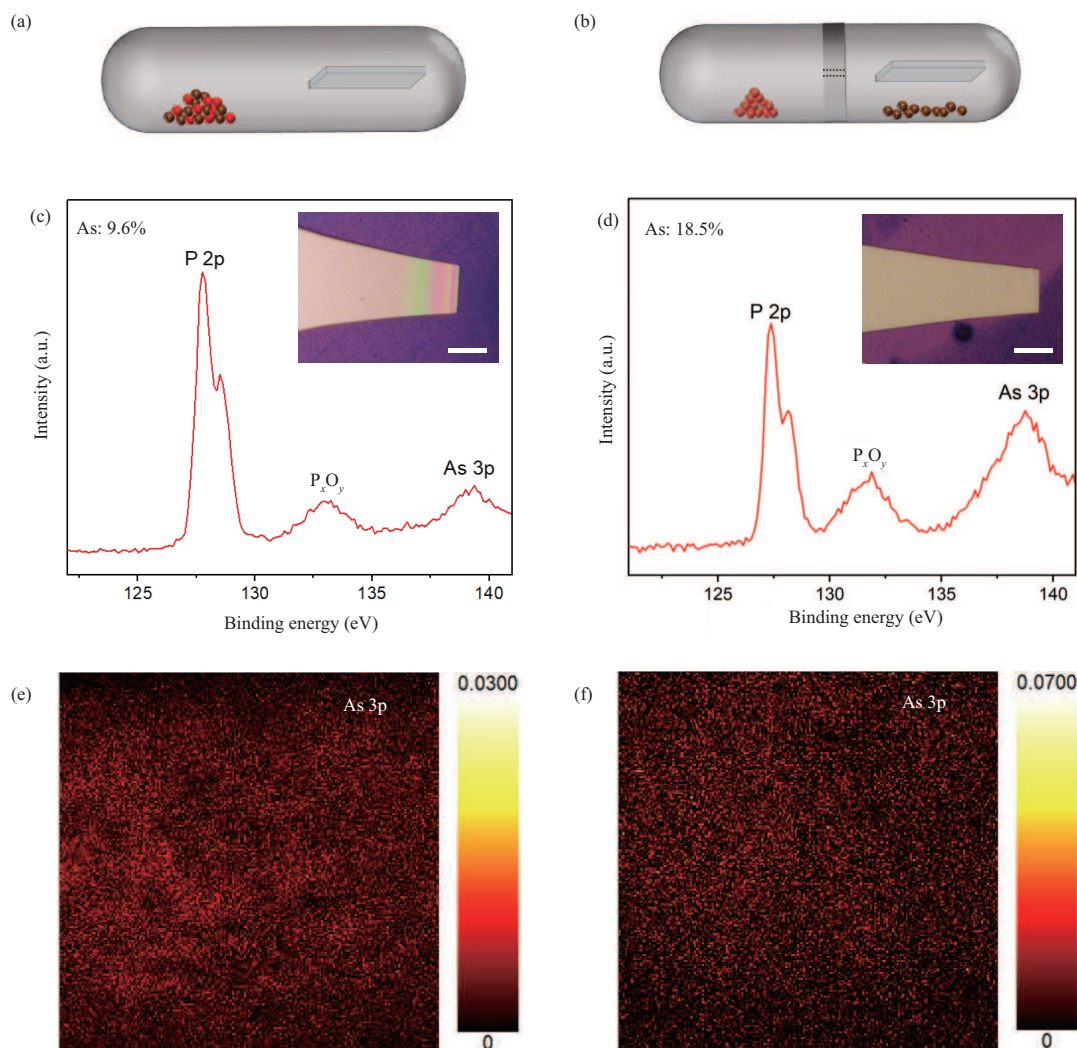 (a)
(b)
(c)
As: 9.6%
P 2p
PxOy
As 3p
Intensity (a.u.)
125
130
135
140
Binding energy (eV)
(d)
As: 18.5%
P 2p
PxOy
As 3p
Intensity (a.u.)
125
130
135
140
Binding energy (eV)
(e)
As 3p
0.0300
0
(f)
As 3p
0.0700
0